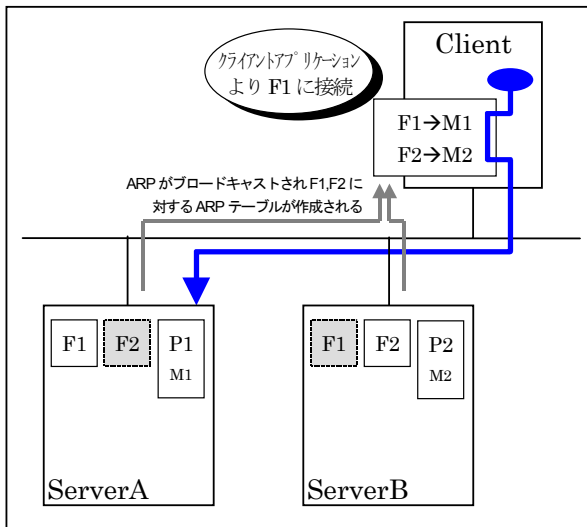 Client
クライアントアプリケーション
より F1 に接続
F1→M1
F2→M2
ARP がブロードキャストされ F1,F2 に
対する ARP テーブルが作成される
F1
F2
P1
M1
F1
F2
P2
M2
ServerA
ServerB